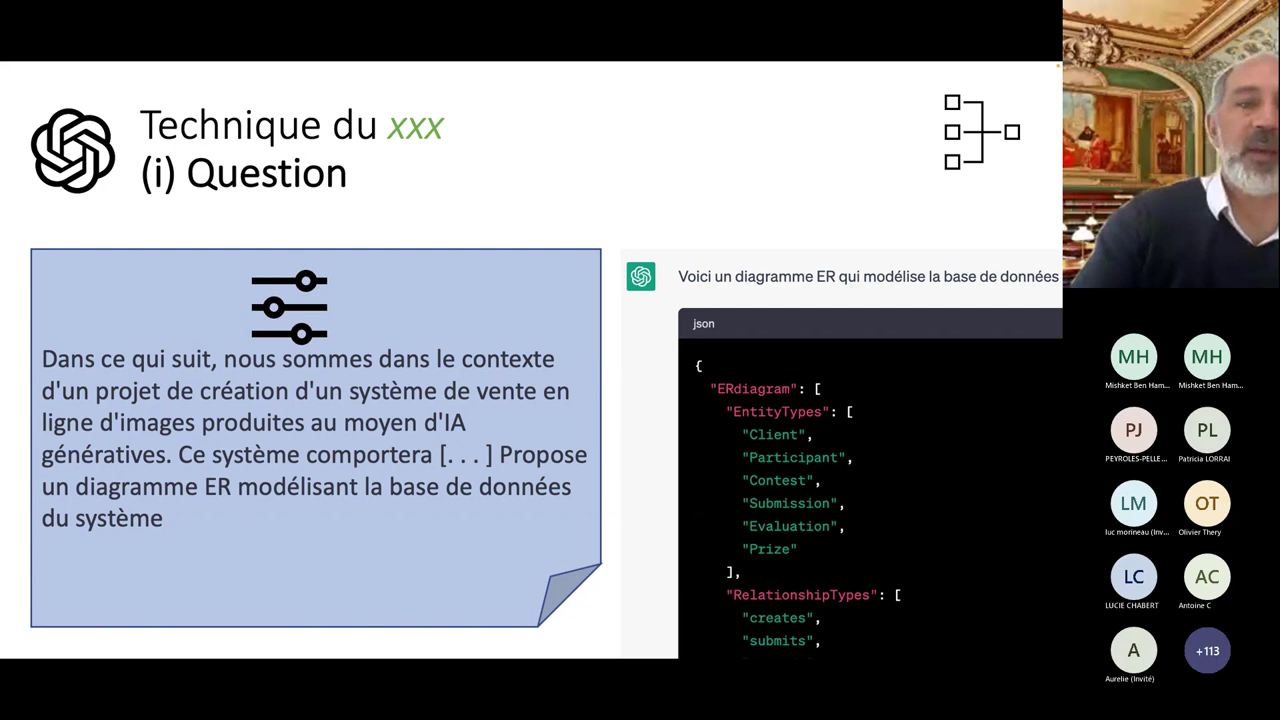 Technique du xxx
(i) Question
Dans ce qui suit, nous sommes dans le contexte
d'un projet de création d'un système de vente en
ligne d'images produites au moyen d'IA
génératives. Ce système comportera [. . . ] Propose
un diagramme ER modélisant la base de données
du système
Voici un diagramme ER qui modélise la base de données
json
{
"ERdiagram": [
"EntityTypes": [
"Client",
"Participant",
"Contest",
"Submission",
"Evaluation",
"Prize"
],
"RelationshipTypes": [
"creates",
"submits",
MH
MH
Mishket Ben Ham...
Mishket Ben Ham...
PJ
PL
PEYROLES-PELLE...
Patricia LORRAI
LM
OT
luc morineau (Inv...
Olivier Thery
LC
AC
LUCIE CHABERT
Antoine C
A
+113
Aurelie (Invité)